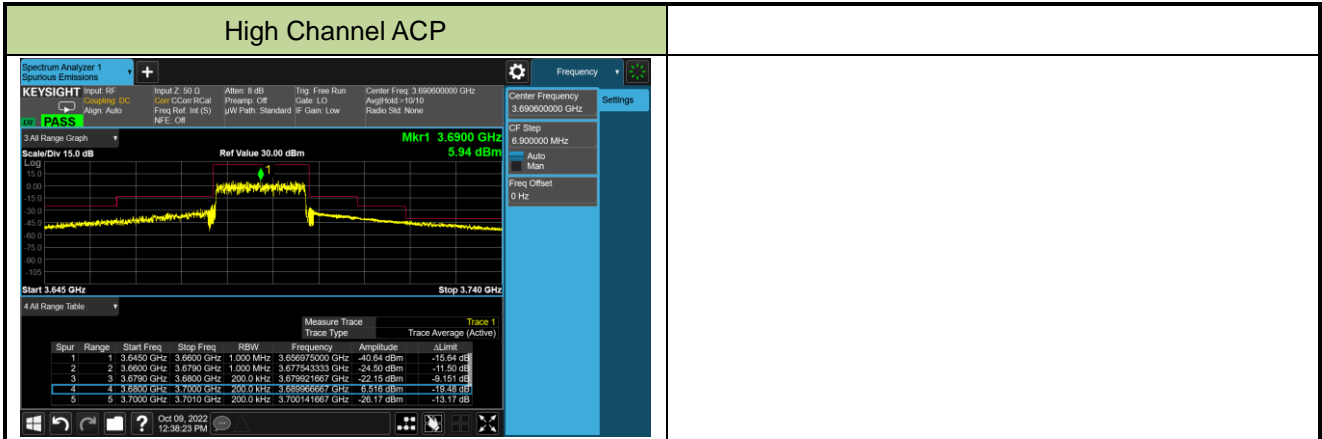 High Channel ACP
Spectrum Analyzer 1
Spurious Emissions
+
Frequency
KEYSIGHT
Input: RF
Coupling: DC
Align: Auto
PASS
Input Z: 50 Ω
Corr CCorr RCal
Freq Ref: Int (S)
NFE: Off
Atten: 8 dB
Preamp: Off
µW Path: Standard
Trig: Free Run
Gate: LO
IF Gain: Low
Center Freq: 3.690600000 GHz
Avg|Hold:>10/10
Radio Std: None
Center Frequency
3.690600000 GHz
Settings
CF Step
6.900000 MHz
Auto
Man
Freq Offset
0 Hz
3 All Range Graph
Mkr1 3.6900 GHz
Scale/Div 15.0 dB
Ref Value 30.00 dBm
5.94 dBm
Log
15.0
0.00
-15.0
-30.0
-45.0
-60.0
-75.0
-90.0
-105
1
Start 3.645 GHz
Stop 3.740 GHz
4 All Range Table
Measure Trace Trace 1
Trace Type Trace Average (Active)
Spur Range Start Freq Stop Freq RBW Frequency Amplitude ΔLimit
1 1 3.6450 GHz 3.6600 GHz 1.000 MHz 3.656975000 GHz -40.64 dBm -15.64 dB
2 2 3.6600 GHz 3.6790 GHz 1.000 MHz 3.677543333 GHz -24.50 dBm -11.50 dB
3 3 3.6790 GHz 3.6800 GHz 200.0 kHz 3.679921667 GHz -22.15 dBm -9.151 dB
4 4 3.6800 GHz 3.7000 GHz 200.0 kHz 3.689966667 GHz 6.516 dBm -19.48 dB
5 5 3.7000 GHz 3.7010 GHz 200.0 kHz 3.700141667 GHz -26.17 dBm -13.17 dB
?
Oct 09, 2022
12:38:23 PM